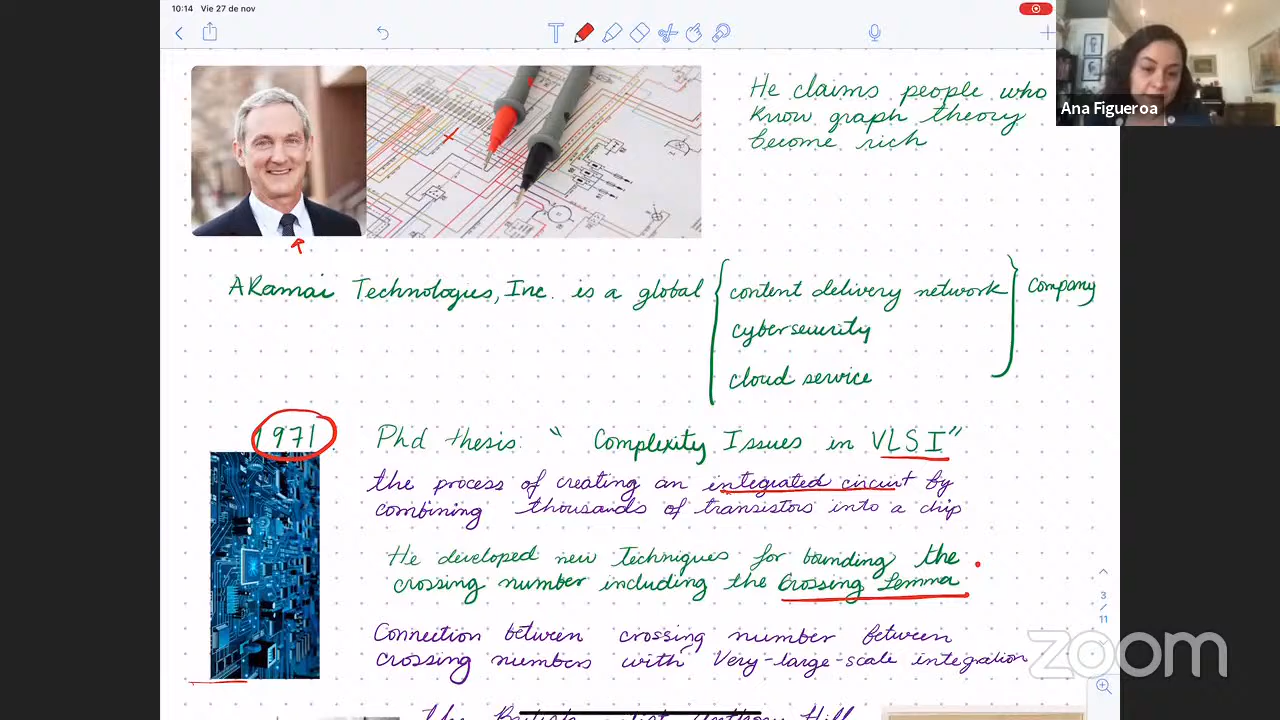 10:14 Vie 27 de nov
Ana Figueroa
He claims people who
know graph theory
become rich
AKamai Technologies, Inc. is a global { content delivery network } Company
cybersecurity
cloud service
1971 Phd thesis: "Complexity Issues in VLSI"
the process of creating an integrated circuit by
combining thousands of transistors into a chip
He developed new Techniques for bounding the
crossing number including the Crossing Lemma
Connection between crossing number between
crossing numbers with Very-large-scale integration
3
/
11
zoom
The British Anthony Hill